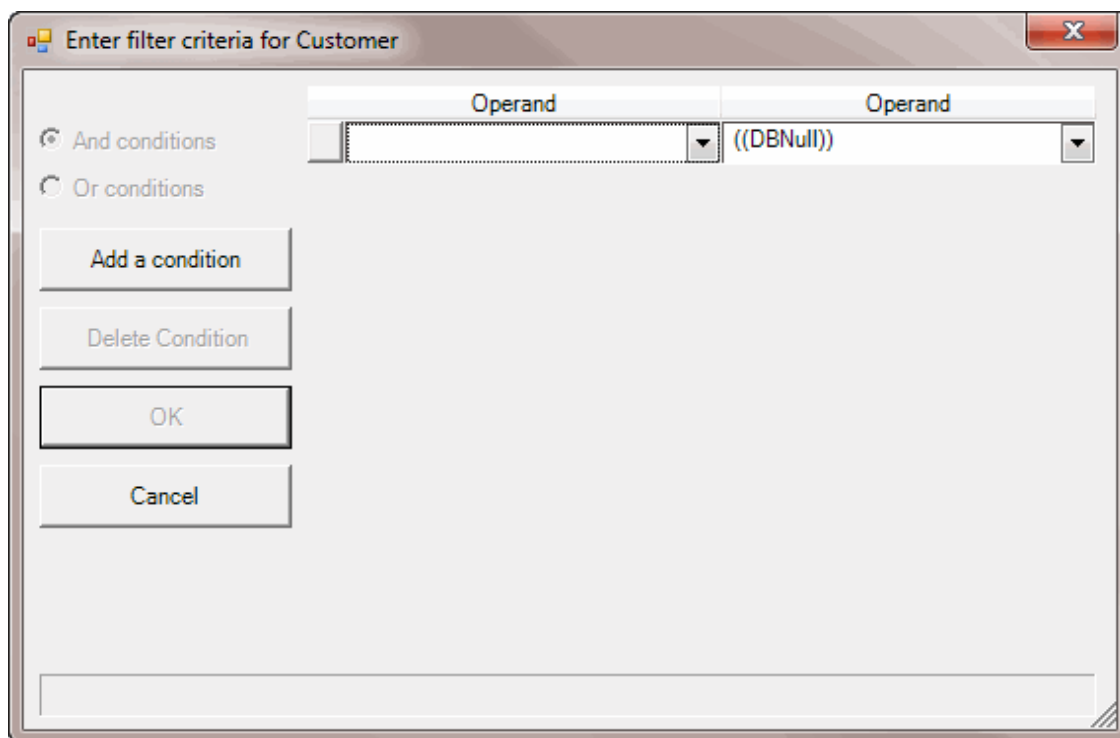 Enter filter criteria for Customer
Operand Operand
And conditions
((DBNull))
Or conditions
Add a condition
Delete Condition
OK
Cancel